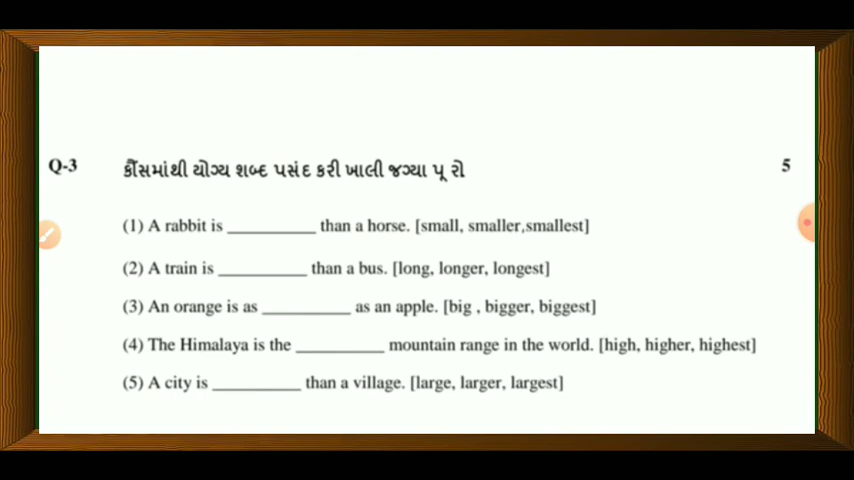 Q-3 કૌંસમાંથી યોગ્ય શબ્દ પસંદ કરી ખાલી જગ્યા પૂ રો 5
(1) A rabbit is __________ than a horse. [small, smaller,smallest]
(2) A train is __________ than a bus. [long, longer, longest]
(3) An orange is as __________ as an apple. [big , bigger, biggest]
(4) The Himalaya is the __________ mountain range in the world. [high, higher, highest]
(5) A city is __________ than a village. [large, larger, largest]